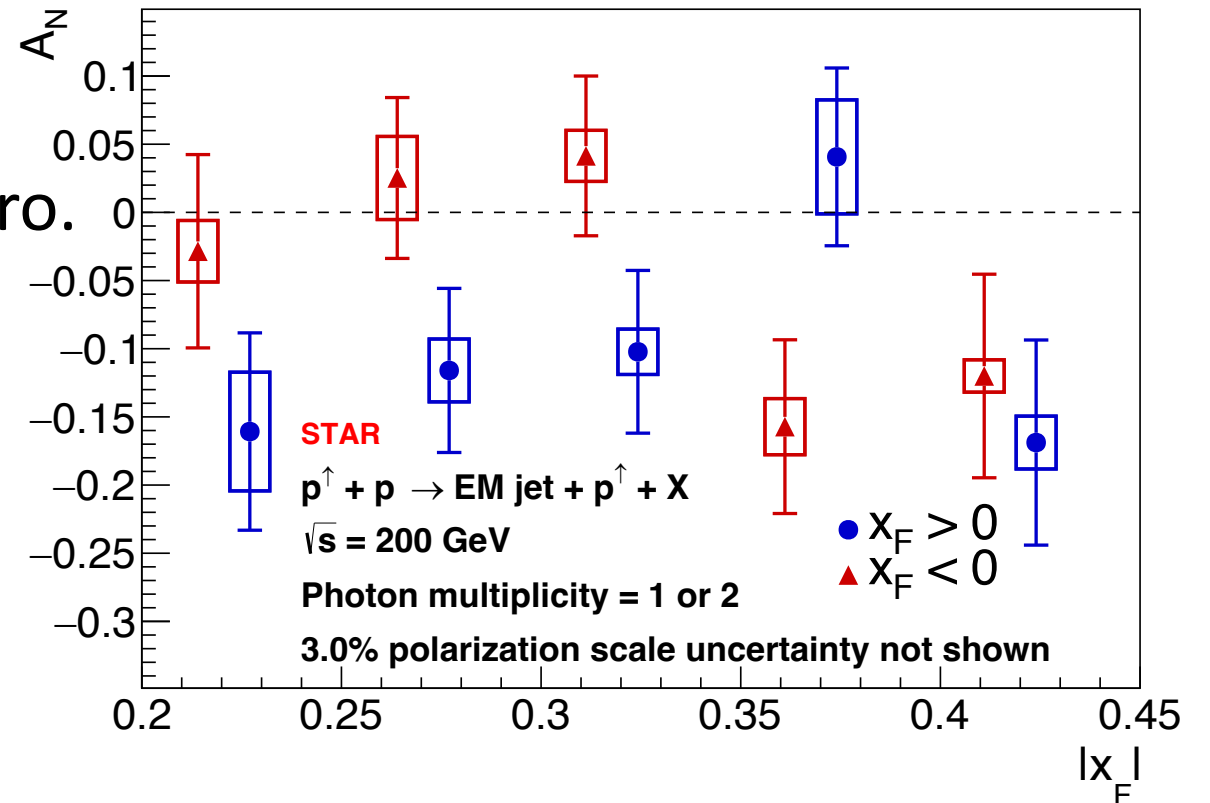 A_N
0.1
0.05
ro.
0
−0.05
−0.1
−0.15
−0.2
−0.25
−0.3
STAR
p↑ + p → EM jet + p↑ + X
√s = 200 GeV
Photon multiplicity = 1 or 2
3.0% polarization scale uncertainty not shown
x_F > 0
x_F < 0
0.2 0.25 0.3 0.35 0.4 0.45
|x_F|